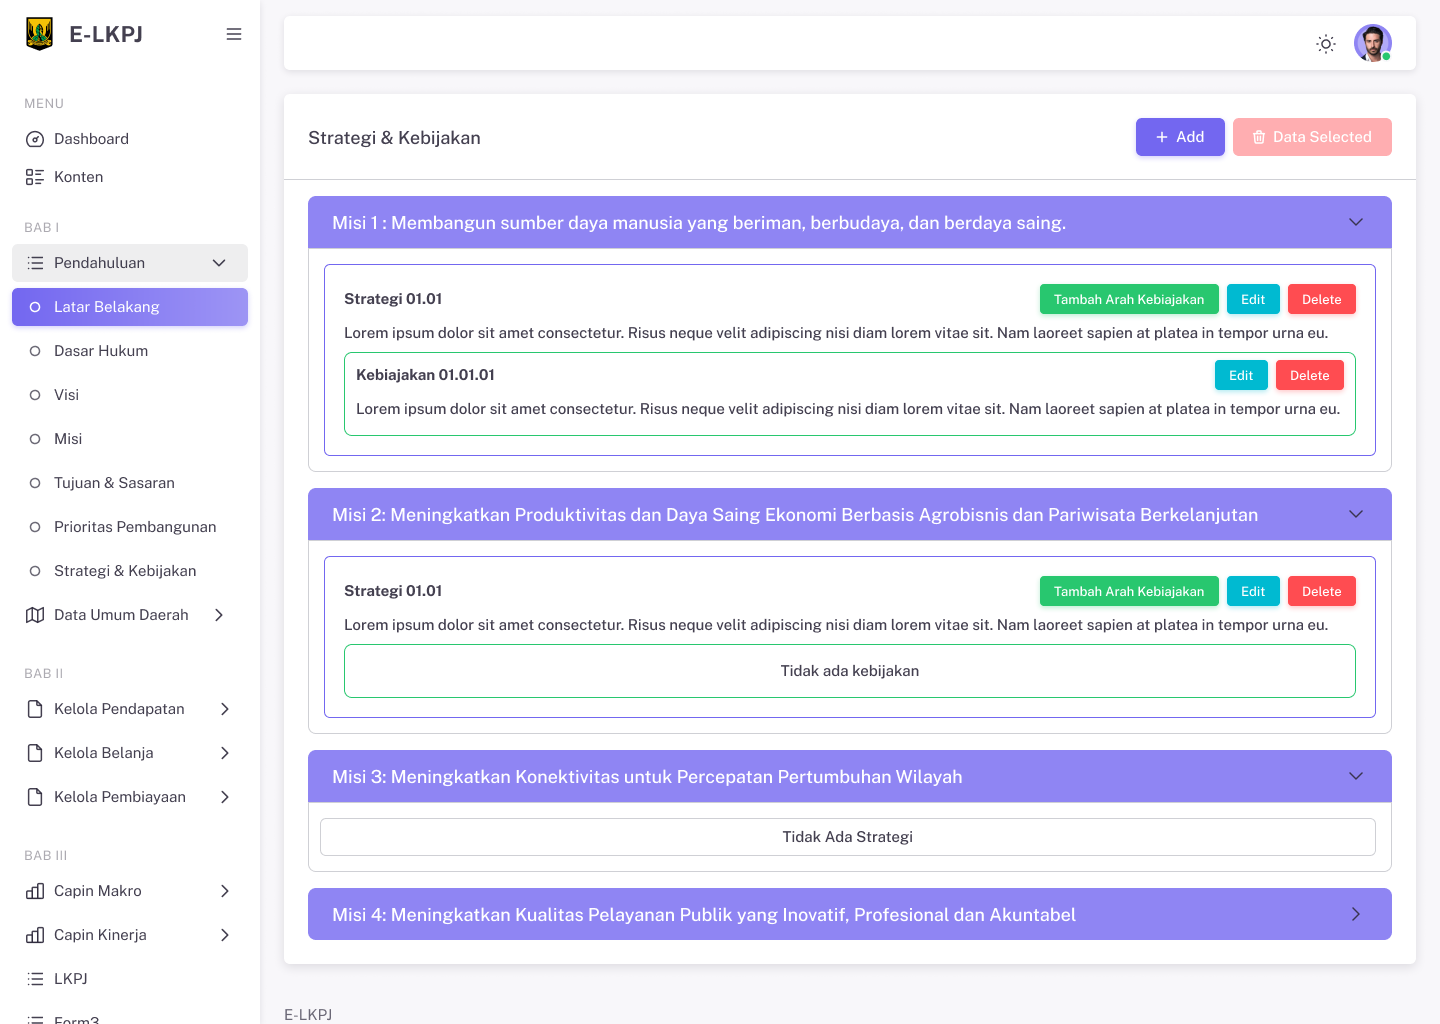 E-LKPJ
MENU
Dashboard
Konten
BAB I
Pendahuluan
Latar Belakang
Dasar Hukum
Visi
Misi
Tujuan & Sasaran
Prioritas Pembangunan
Strategi & Kebijakan
Data Umum Daerah
BAB II
Kelola Pendapatan
Kelola Belanja
Kelola Pembiayaan
BAB III
Capin Makro
Capin Kinerja
LKPJ
Form3
Strategi & Kebijakan
Add
Data Selected
Misi 1 : Membangun sumber daya manusia yang beriman, berbudaya, dan berdaya saing.
Strategi 01.01
Tambah Arah Kebiajakan
Edit
Delete
Lorem ipsum dolor sit amet consectetur. Risus neque velit adipiscing nisi diam lorem vitae sit. Nam laoreet sapien at platea in tempor urna eu.
Kebiajakan 01.01.01
Edit
Delete
Lorem ipsum dolor sit amet consectetur. Risus neque velit adipiscing nisi diam lorem vitae sit. Nam laoreet sapien at platea in tempor urna eu.
Misi 2: Meningkatkan Produktivitas dan Daya Saing Ekonomi Berbasis Agrobisnis dan Pariwisata Berkelanjutan
Strategi 01.01
Tambah Arah Kebiajakan
Edit
Delete
Lorem ipsum dolor sit amet consectetur. Risus neque velit adipiscing nisi diam lorem vitae sit. Nam laoreet sapien at platea in tempor urna eu.
Tidak ada kebijakan
Misi 3: Meningkatkan Konektivitas untuk Percepatan Pertumbuhan Wilayah
Tidak Ada Strategi
Misi 4: Meningkatkan Kualitas Pelayanan Publik yang Inovatif, Profesional dan Akuntabel
E-LKPJ